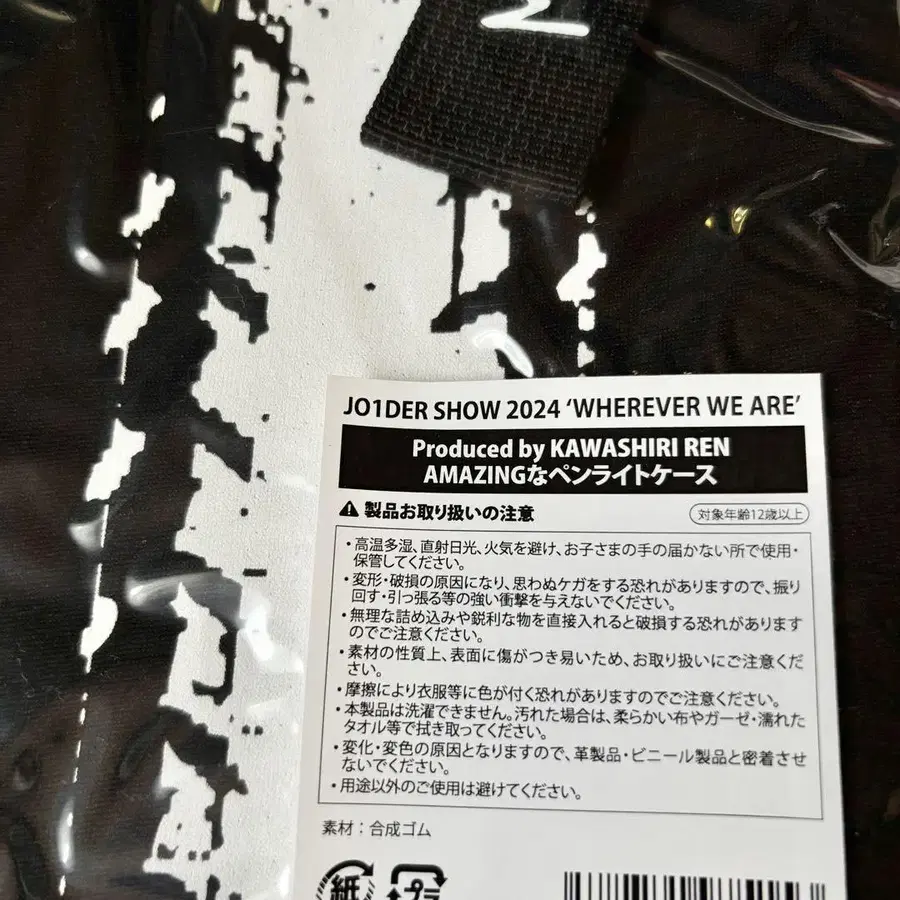 JO1DER SHOW 2024 'WHEREVER WE ARE'
Produced by KAWASHIRI REN
AMAZINGなペンライトケース
製品お取り扱いの注意
対象年齢12歳以上
・高温多湿、直射日光、火気を避け、お子さまの手の届かない所で使用・
保管してください。
・変形・破損の原因になり、思わぬケガをする恐れがありますので、振り
回す・引っ張る等の強い衝撃を与えないでください。
・無理な詰め込みや鋭利な物を直接入れると破損する恐れがあります
のでご注意ください。
・素材の性質上、表面に傷がつき易いため、お取り扱いにご注意くださ
い。
・摩擦により衣服等に色が付く恐れがありますのでご注意ください。
・本製品は洗濯できません。汚れた場合は、柔らかい布やガーゼ・濡れた
タオル等で拭き取ってください。
・変化・変色の原因となりますので、革製品・ビニール製品と密着させ
ないでください。
・用途以外のご使用は避けてください。
素材：合成ゴム
紙
プラ